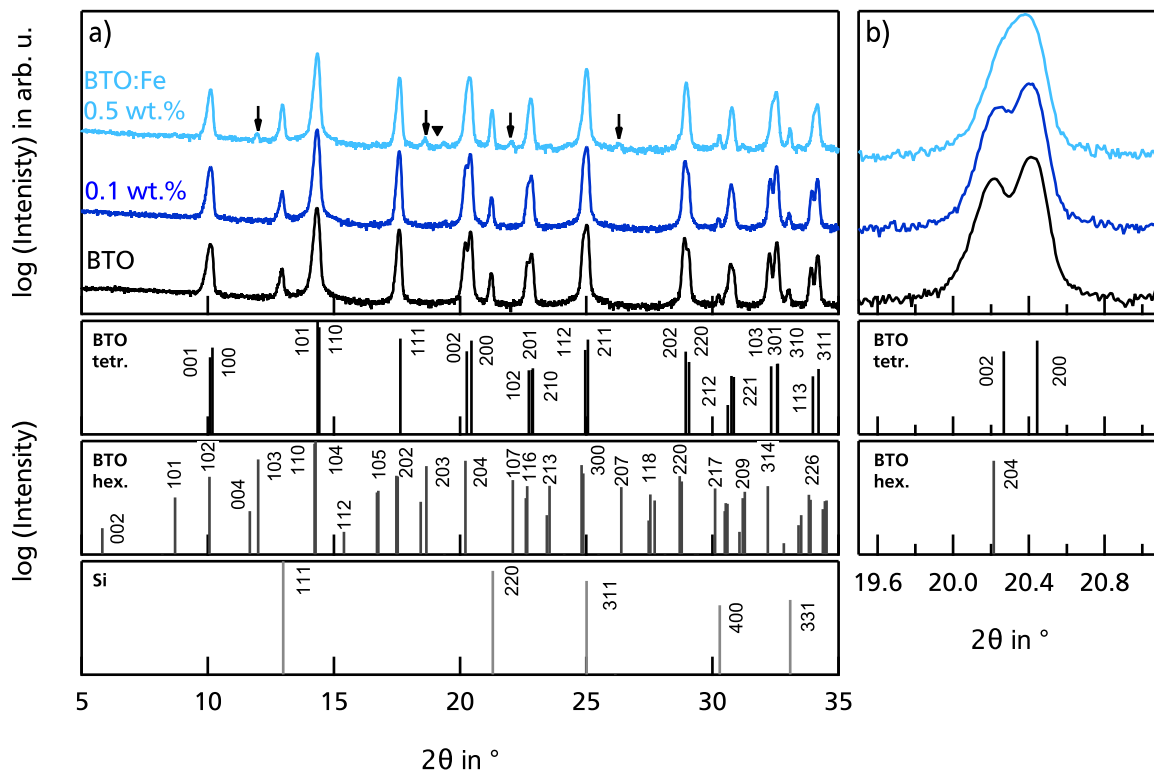 log (Intenisty) in arb. u.
a)
BTO:Fe
0.5 wt.%
0.1 wt.%
BTO
b)
BTO
tetr.
001
100
101
110
111
002
200
102
201
210
112
211
202
220
212
221
103
301
310
113
311
BTO
tetr.
002
200
log (Intensity)
BTO
hex.
002
101
102
004
103
110
104
112
105
202
203
204
107
116
213
300
207
118
220
217
209
314
226
BTO
hex.
204
19.6 20.0 20.4 20.8
2θ in °
Si
111
220
311
400
331
5 10 15 20 25 30 35
2θ in °